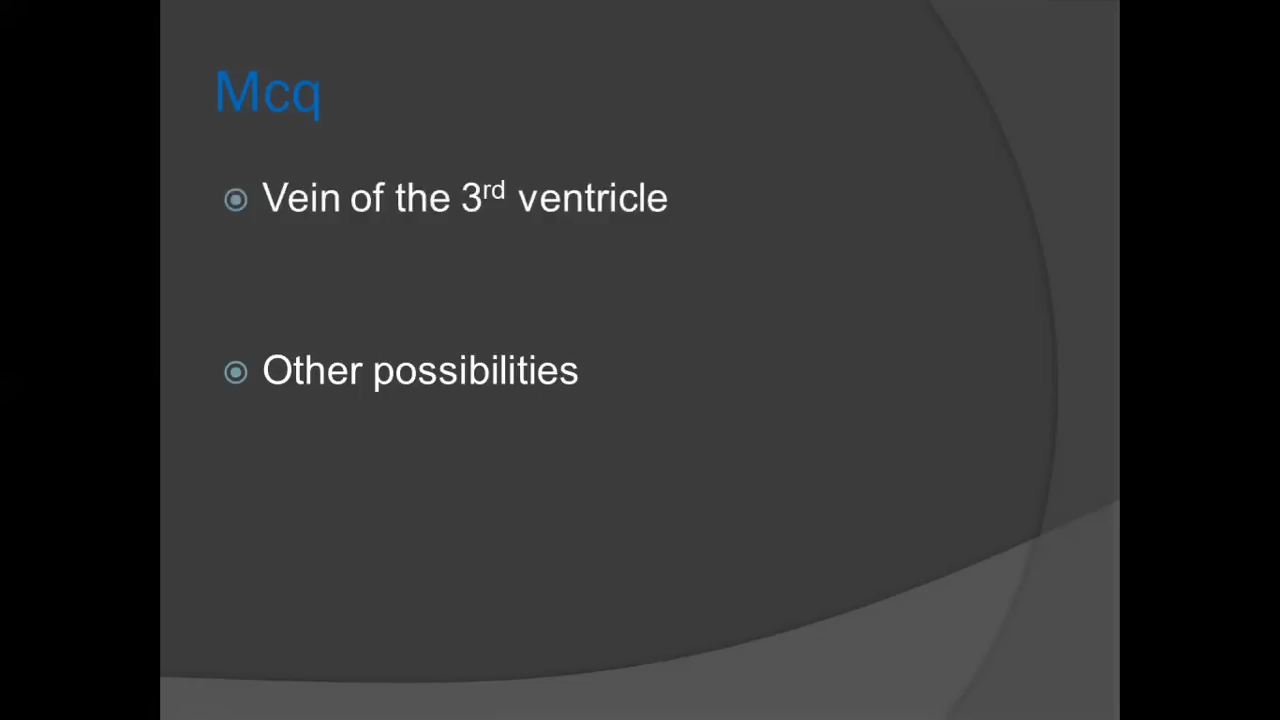 Mcq
Vein of the 3rd ventricle
Other possibilities